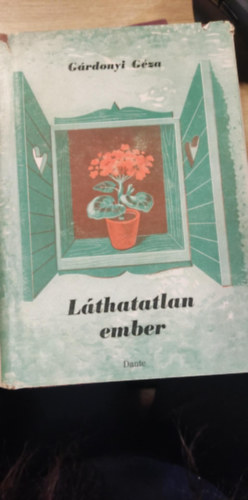 Gárdonyi Géza
Láthatatlan
ember
Dante